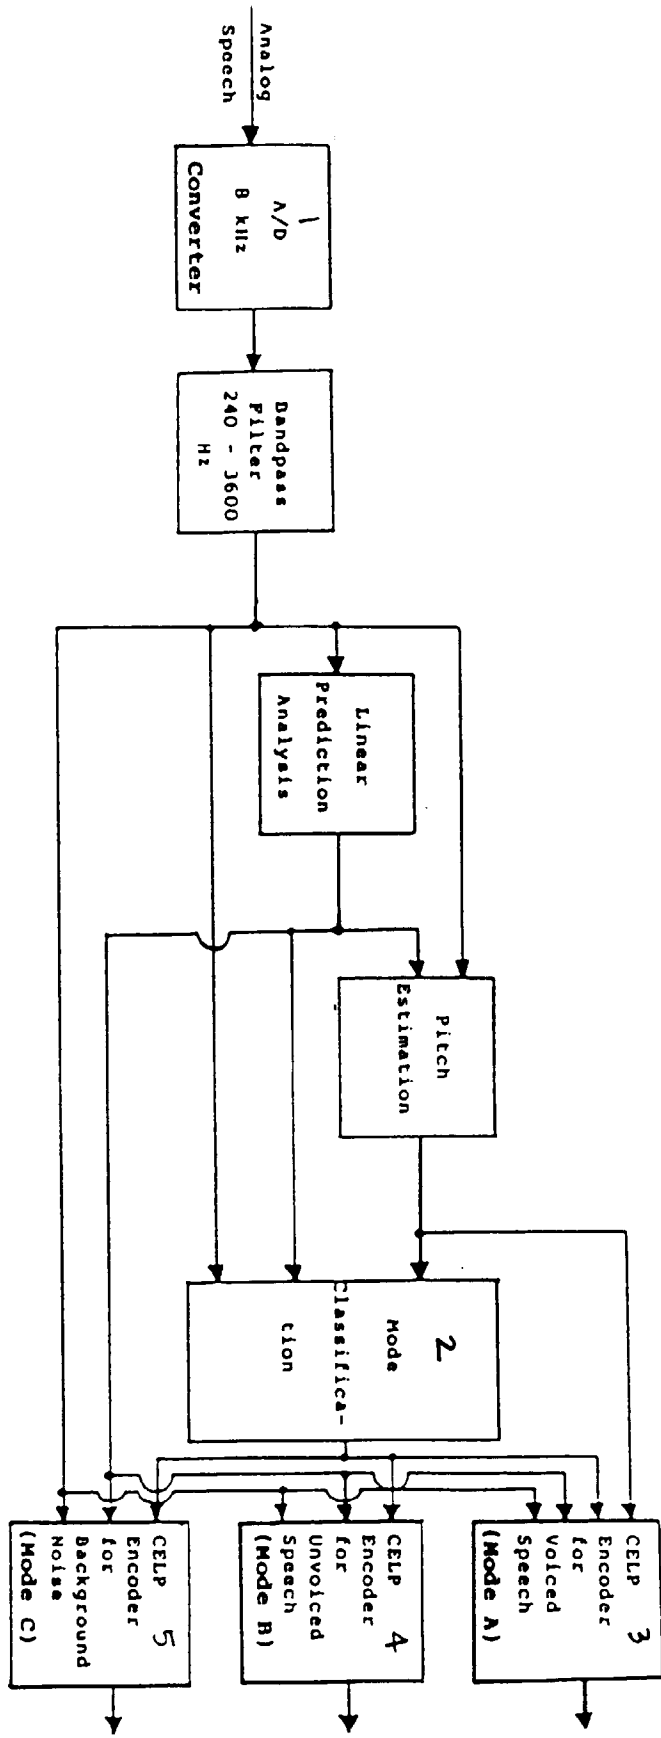 Analog
Speech
1
A/D
8 kHz
Converter
Bandpass
Filter
240 - 3600
Hz
Linear
Prediction
Analysis
Pitch
Estimation
2
Mode
Classifica-
tion
3
CELP
Encoder
for
Voiced
Speech
(Mode A)
4
CELP
Encoder
for
Unvoiced
Speech
(Mode B)
5
CELP
Encoder
for
Background
Noise
(Mode C)